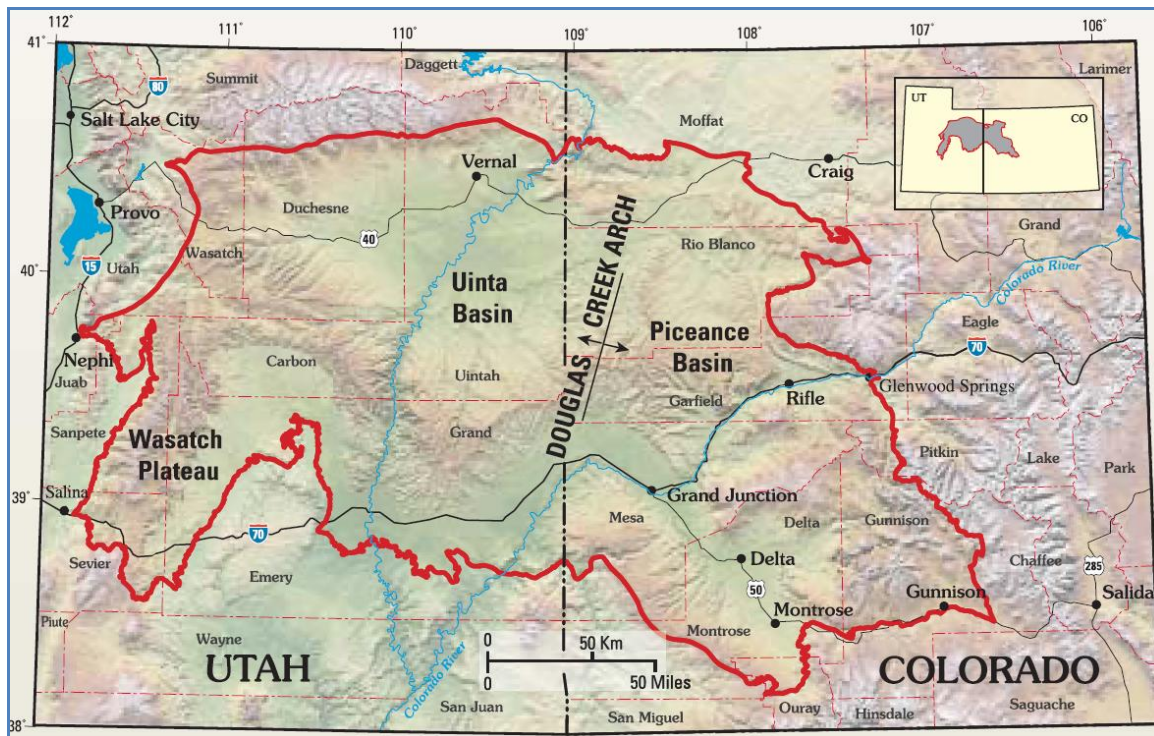 112°
111°
110°
109°
108°
107°
106°
41°
Daggett
Summit
80
Larimer
UT
CO
Moffat
Salt Lake City
Vernal
Craig
Provo
Duchesne
Grand
Wasatch
40
Rio Blanco
Utah
15
40°
Uinta
Basin
DOUGLAS CREEK ARCH
Colorado River
Piceance
Basin
Eagle
70
Nephi
Juab
Carbon
Uintah
Glenwood Springs
Rifle
Garfield
Sanpete
Grand
Wasatch
Plateau
Pitkin
Lake
Park
39°
Salina
Grand Junction
Mesa
Delta
Gunnison
70
Sevier
Emery
Delta
Chaffee
285
50
Gunnison
Salida
Montrose
Piute
Wayne
0
50 Km
Montrose
UTAH
COLORADO
0
50 Miles
Colorado River
San Juan
San Miguel
Ouray
Hinsdale
Saguache
38°